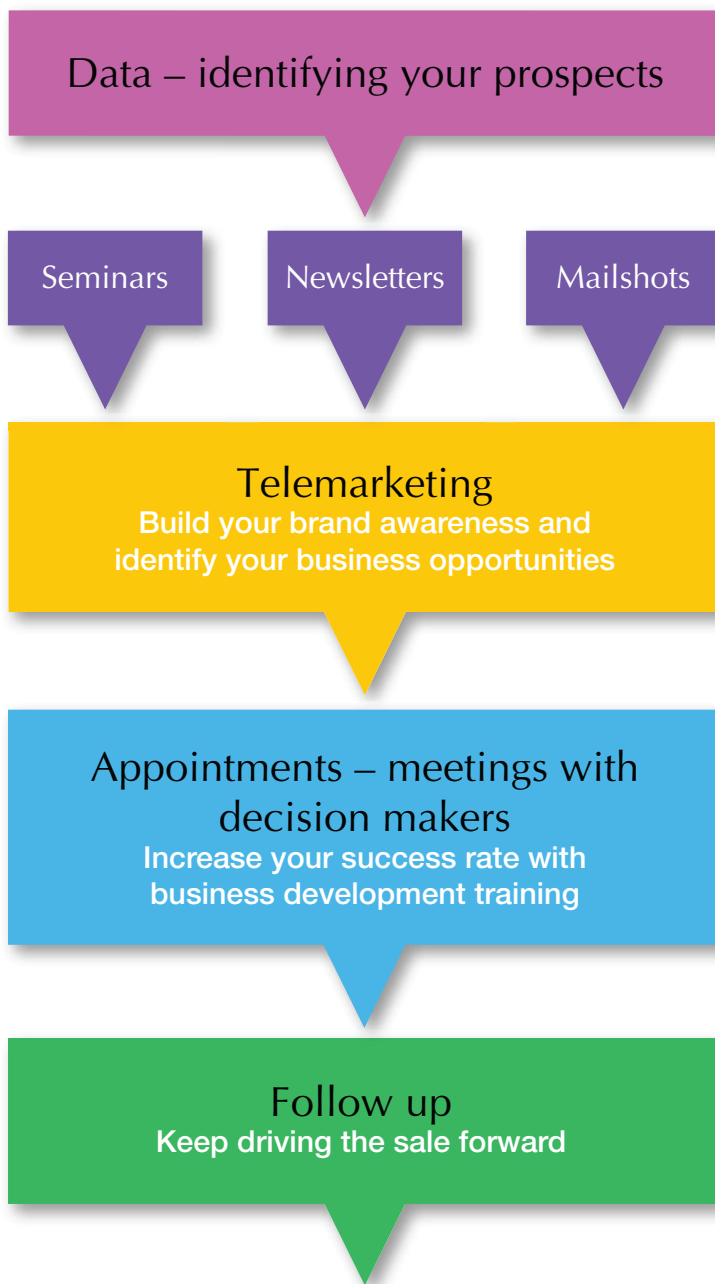 Data – identifying your prospects
Seminars
Newsletters
Mailshots
Telemarketing
Build your brand awareness and
identify your business opportunities
Appointments – meetings with
decision makers
Increase your success rate with
business development training
Follow up
Keep driving the sale forward